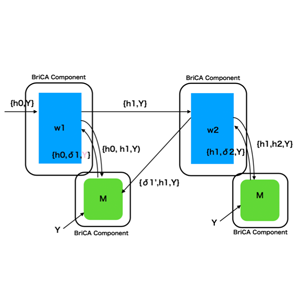 BriCA Component
BriCA Component
{h0,Y}
{h1,Y}
w1
w2
{h0,δ1,Y}
{h0, h1,Y}
{h1,δ2,Y}
{h1,h2,Y}
{δ1',h1,Y}
M
M
Y
Y
BriCA Component
BriCA Component